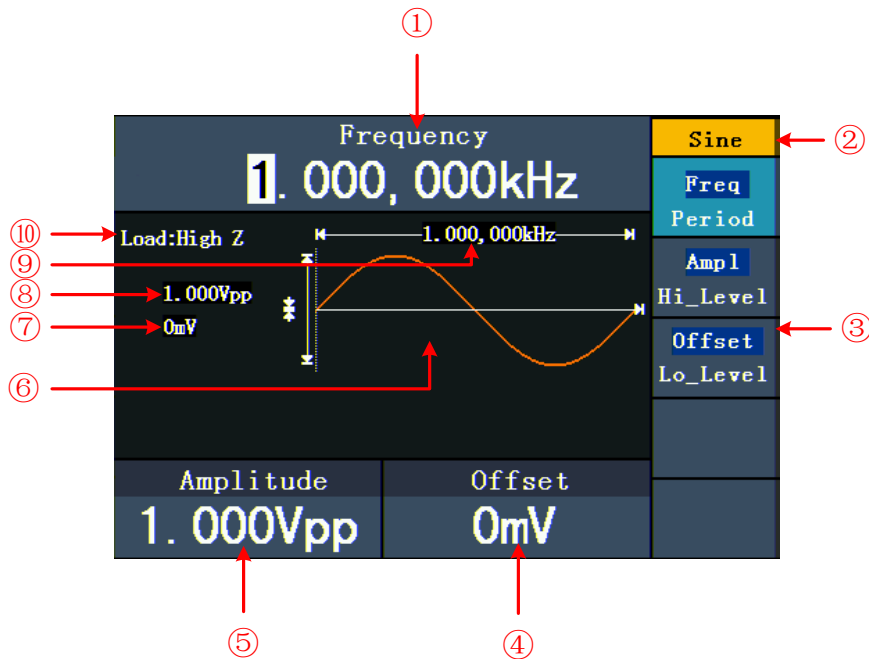 ①
Frequency
1.000,000kHz
Sine
②
Freq
Period
⑩
Load:High Z
1.000,000kHz
⑨
Ampl
Hi_Level
⑧
1.000Vpp
⑦
0mV
Offset
Lo_Level
③
⑥
Amplitude
1.000Vpp
Offset
0mV
⑤
④